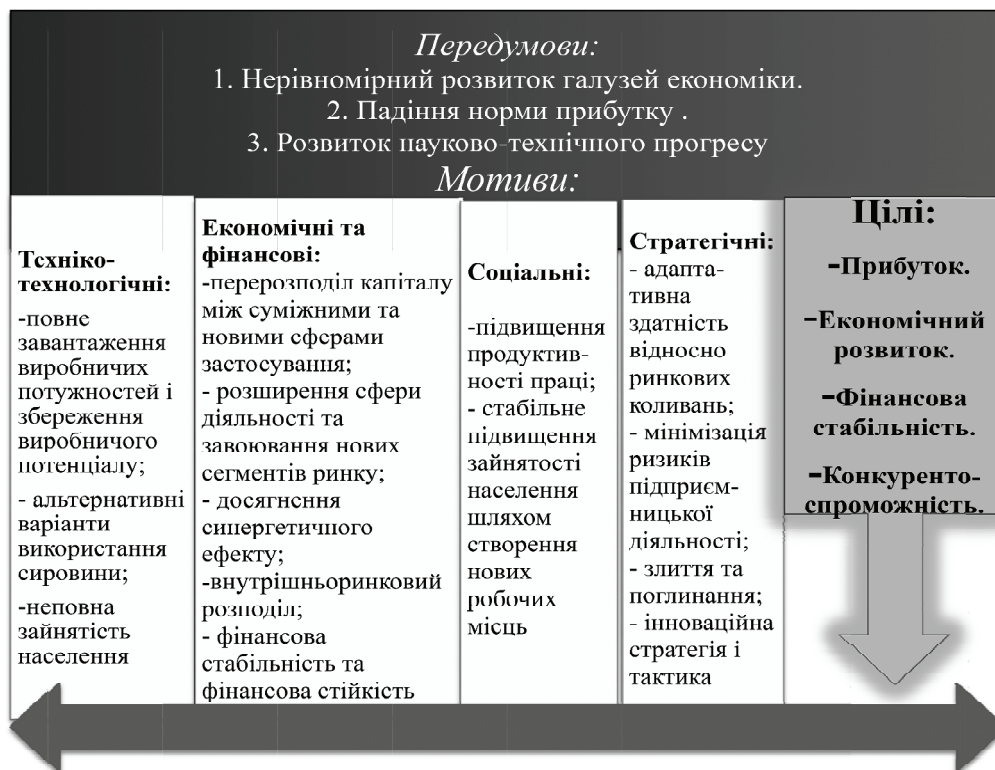 Передумови:
1. Нерівномірний розвиток галузей економіки.
2. Падіння норми прибутку .
3. Розвиток науково-технічного прогресу
Мотиви:
Техніко-
технологічні:
-повне
завантаження
виробничих
потужностей і
збереження
виробничого
потенціалу;
- альтернативні
варіанти
використання
сировини;
-неповна
зайнятість
населення
Економічні та
фінансові:
-перерозподіл капіталу
між суміжними та
новими сферами
застосування;
- розширення сфери
діяльності та
завоювання нових
сегментів ринку;
- досягнення
синергетичного
ефекту;
-внутрішньоринковий
розподіл;
- фінансова
стабільність та
фінансова стійкість
Соціальні:
-підвищення
продуктив-
ності праці;
- стабільне
підвищення
зайнятості
населення
шляхом
створення
нових
робочих
місць
Стратегічні:
- адапта-
тивна
здатність
відносно
ринкових
коливань;
- мінімізація
ризиків
підприєм-
ницької
діяльності;
- злиття та
поглинання;
- інноваційна
стратегія і
тактика
Цілі:
-Прибуток.
-Економічний
розвиток.
-Фінансова
стабільність.
-Конкуренто-
спроможність.